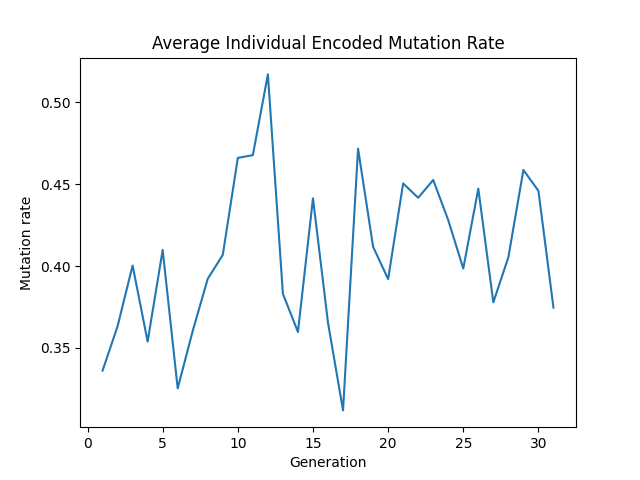 Average Individual Encoded Mutation Rate
0.50
0.45
0.40
0.35
Mutation rate
0 5 10 15 20 25 30
Generation